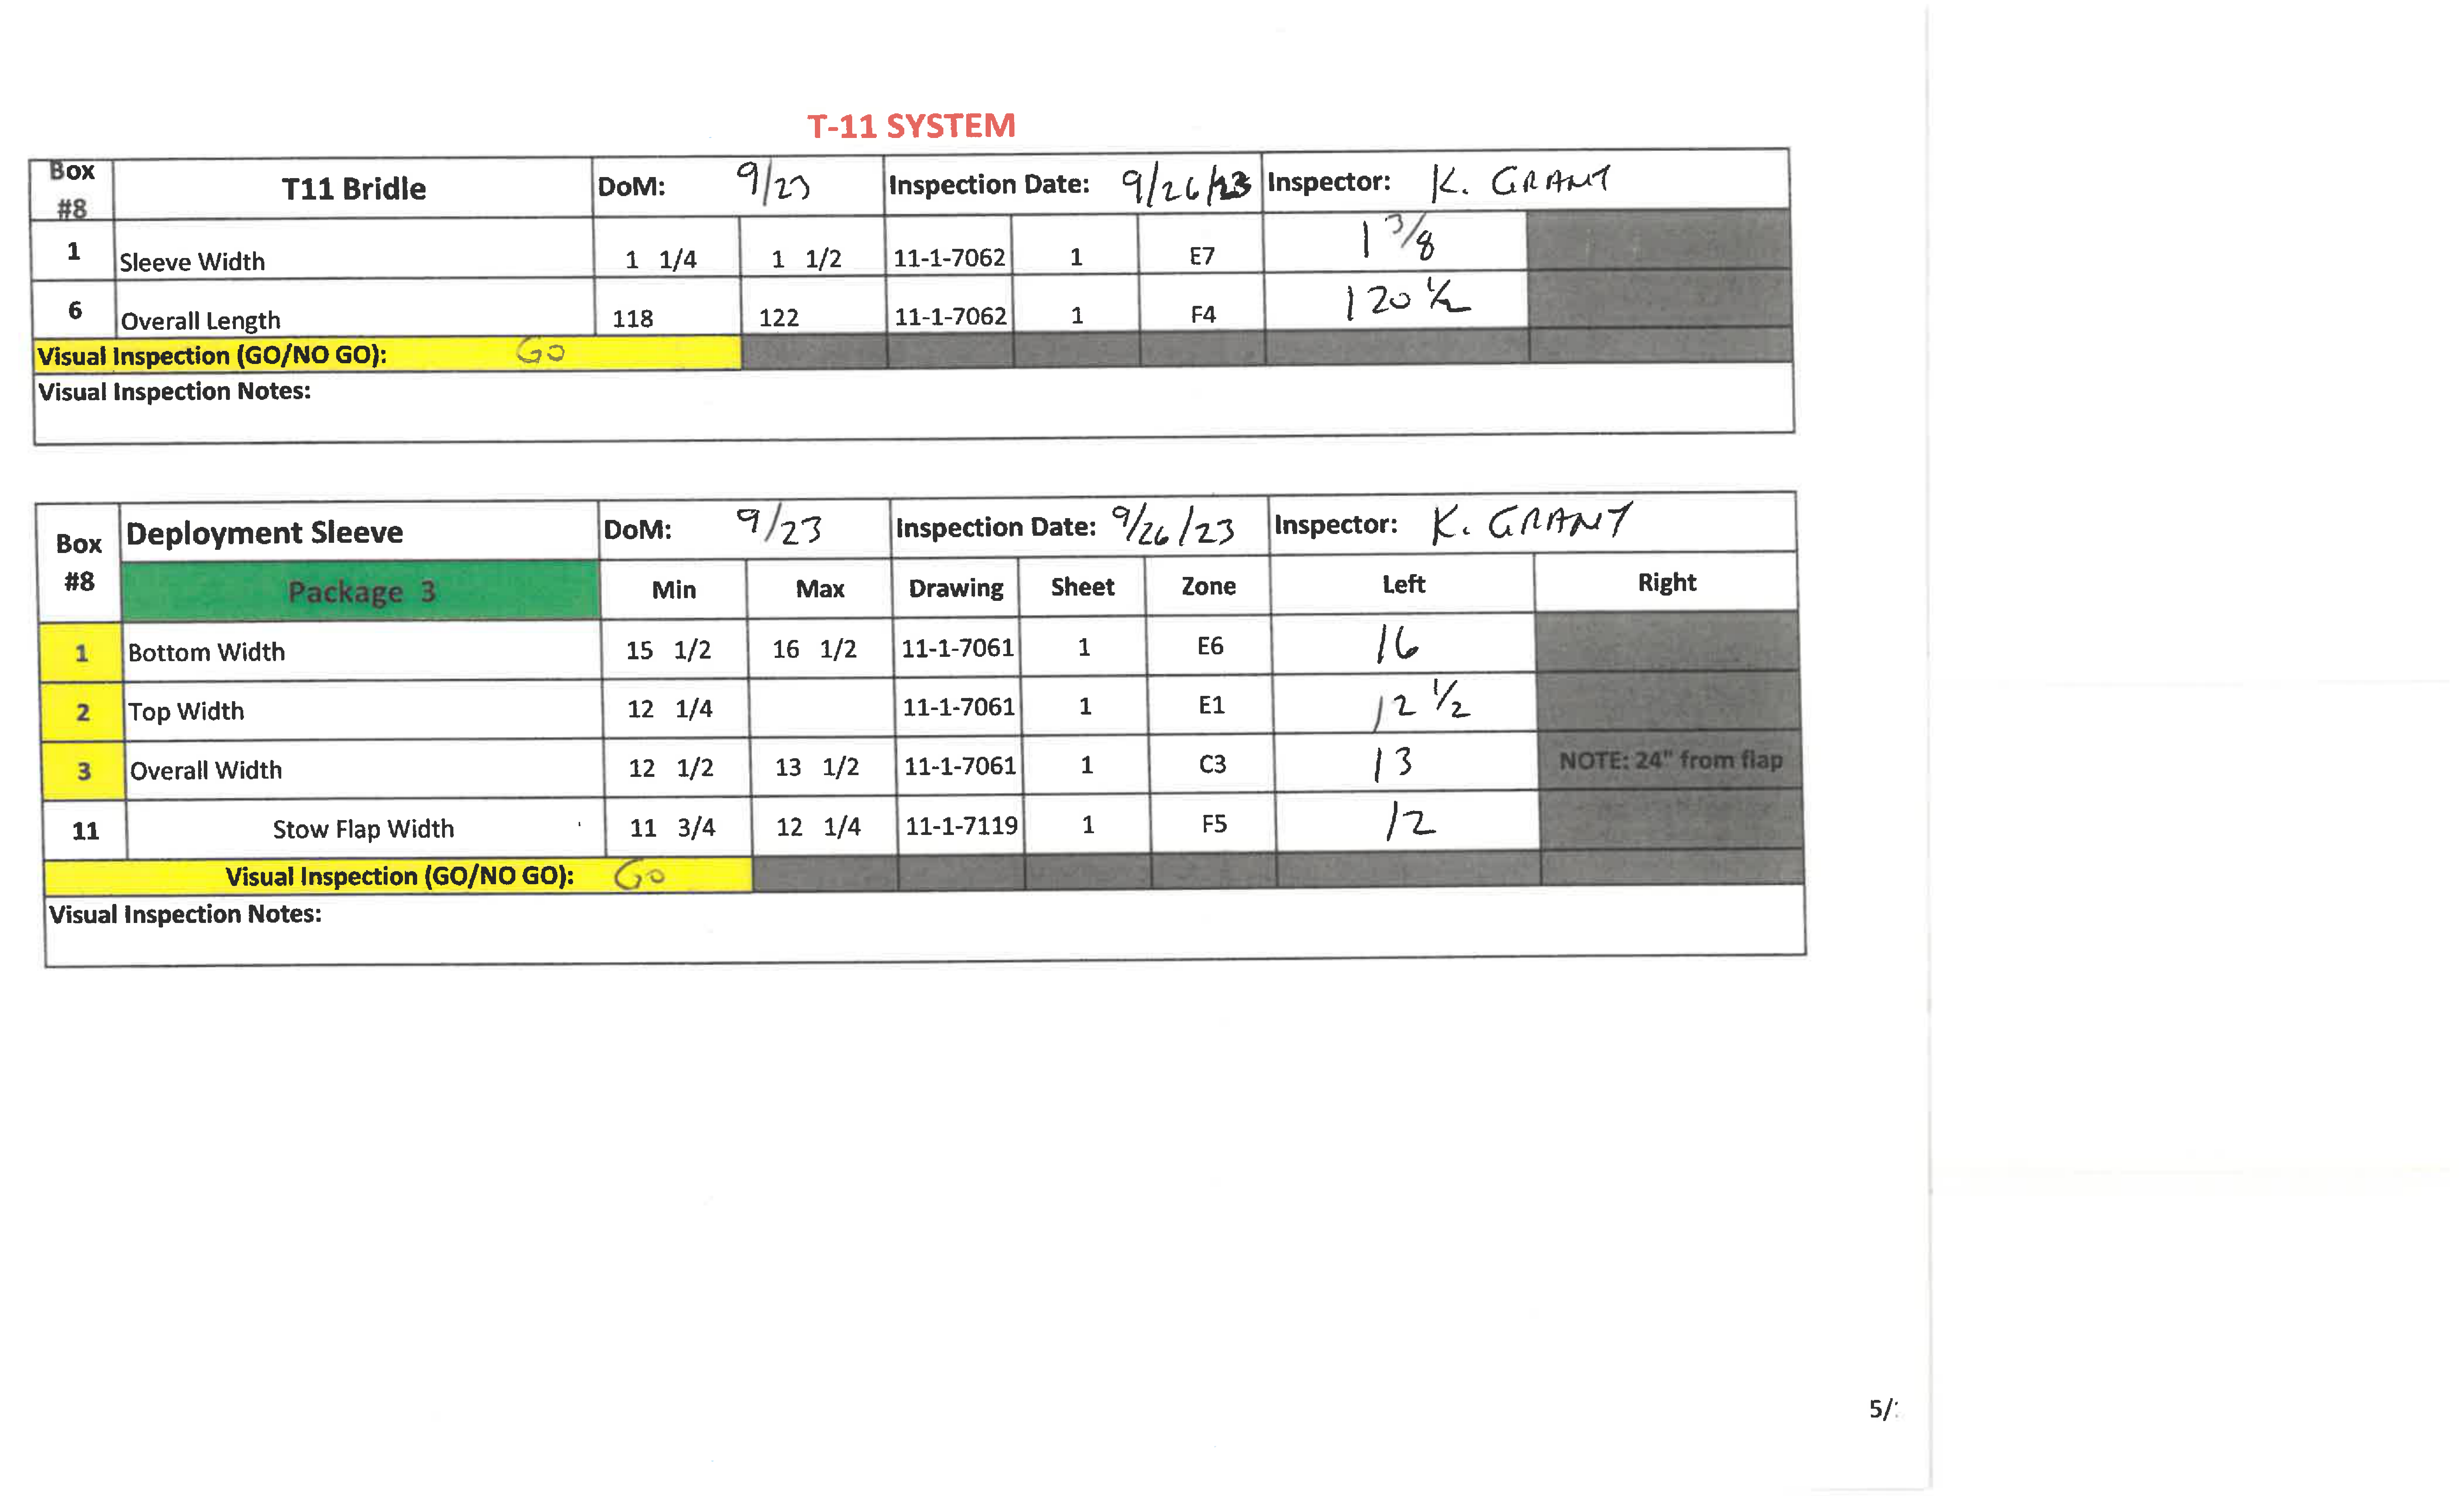 T-11 SYSTEM
Box #8 T11 Bridle DoM: 9/23 Inspection Date: 9/26/23 Inspector: K. GRANT
1 Sleeve Width 1 1/4 1 1/2 11-1-7062 1 E7 1 3/8
6 Overall Length 118 122 11-1-7062 1 F4 120 1/2
Visual Inspection (GO/NO GO): GO
Visual Inspection Notes:
Box #8 Deployment Sleeve DoM: 9/23 Inspection Date: 9/26/23 Inspector: K. GRANT
Package 3 Min Max Drawing Sheet Zone Left Right
1 Bottom Width 15 1/2 16 1/2 11-1-7061 1 E6 16
2 Top Width 12 1/4 11-1-7061 1 E1 12 1/2
3 Overall Width 12 1/2 13 1/2 11-1-7061 1 C3 13 NOTE: 24" from flap
11 Stow Flap Width 11 3/4 12 1/4 11-1-7119 1 F5 12
Visual Inspection (GO/NO GO): GO
Visual Inspection Notes:
5/